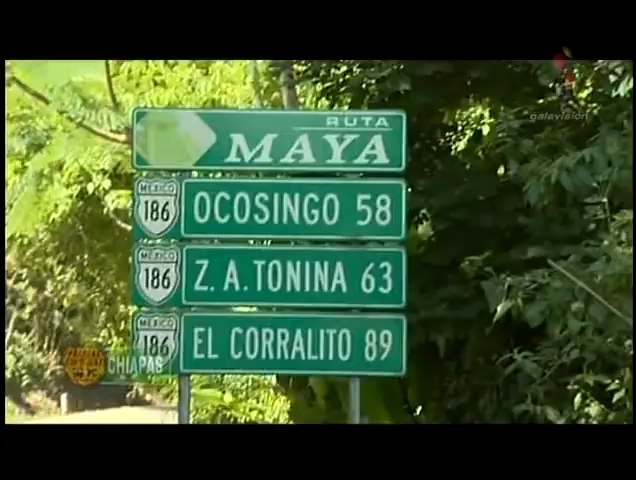 RUTA
MAYA
galavisión
MEXICO
186
OCOSINGO 58
MEXICO
186
Z. A. TONINA 63
MEXICO
186
EL CORRALITO 89
CHIAPAS